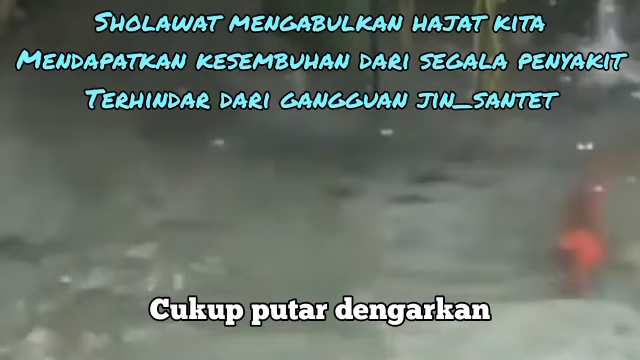 Sholawat mengabulkan hajat kita
Mendapatkan kesembuhan dari segala penyakit
Terhindar dari gangguan jin_santet
Cukup putar dengarkan